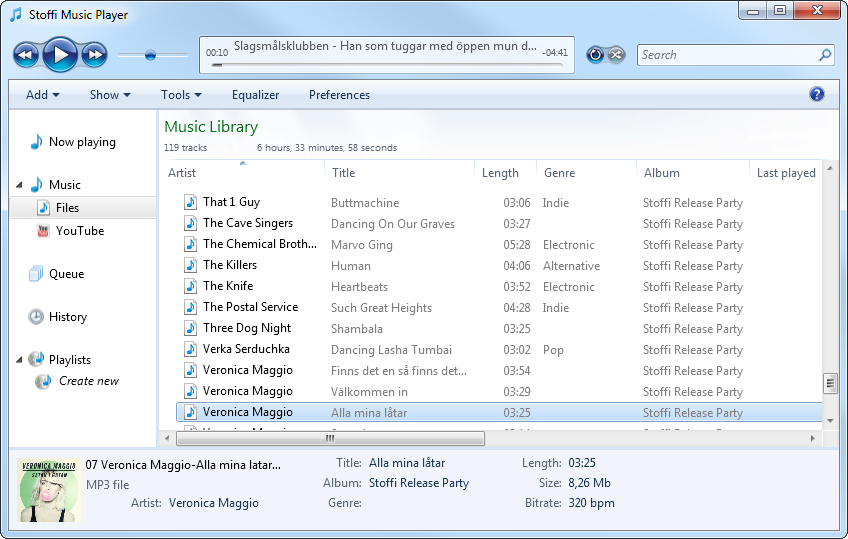 Stoffi Music Player
00:10 Slagsmålsklubben - Han som tuggar med öppen mun d... -04:41
Search
Add Show Tools Equalizer Preferences
Now playing
Music
Files
YouTube
Queue
History
Playlists
Create new
Music Library
119 tracks 6 hours, 33 minutes, 58 seconds
Artist Title Length Genre Album Last played
That 1 Guy Buttmachine 03:06 Indie Stoffi Release Party
The Cave Singers Dancing On Our Graves 03:27 Stoffi Release Party
The Chemical Broth... Marvo Ging 05:28 Electronic Stoffi Release Party
The Killers Human 04:06 Alternative Stoffi Release Party
The Knife Heartbeats 03:52 Electronic Stoffi Release Party
The Postal Service Such Great Heights 04:28 Indie Stoffi Release Party
Three Dog Night Shambala 03:25 Stoffi Release Party
Verka Serduchka Dancing Lasha Tumbai 03:02 Pop Stoffi Release Party
Veronica Maggio Finns det en så finns det... 03:54 Stoffi Release Party
Veronica Maggio Välkommen in 03:29 Stoffi Release Party
Veronica Maggio Alla mina låtar 03:25 Stoffi Release Party
VERONICA MAGGIO
07 Veronica Maggio-Alla mina latar...
MP3 file
Artist: Veronica Maggio
Title: Alla mina låtar
Album: Stoffi Release Party
Genre:
Length: 03:25
Size: 8,26 Mb
Bitrate: 320 bpm